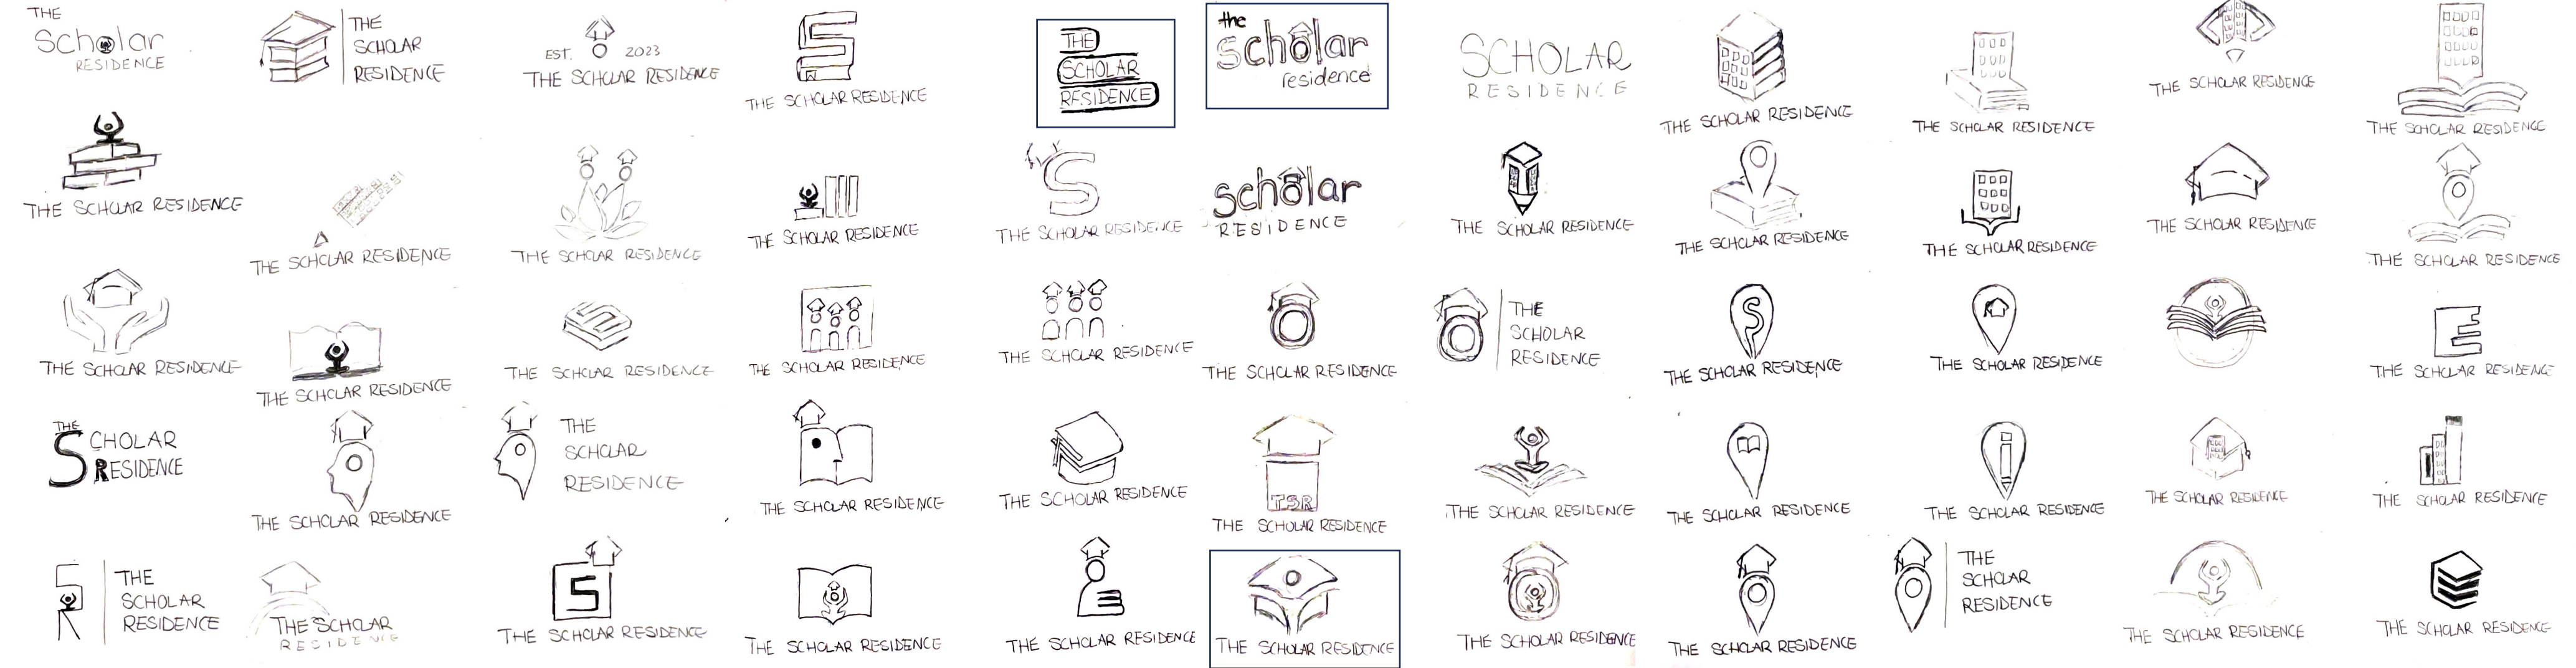 THE
Scholar
RESIDENCE
THE
SCHOLAR
RESIDENCE
EST. 2023
THE SCHOLAR RESIDENCE
S
THE SCHOLAR RESIDENCE
THE
SCHOLAR
RESIDENCE
the
scholar
residence
SCHOLAR
RESIDENCE
THE SCHOLAR RESIDENCE
THE SCHOLAR RESIDENCE
THE SCHOLAR RESIDENCE
THE SCHOLAR RESIDENCE
THE SCHOLAR RESIDENCE
THE SCHOLAR RESIDENCE
THE SCHOLAR RESIDENCE
THE SCHOLAR RESIDENCE
S
THE SCHOLAR RESIDENCE
scholar
RESIDENCE
THE SCHOLAR RESIDENCE
THE SCHOLAR RESIDENCE
THE SCHOLAR RESIDENCE
THE SCHOLAR RESIDENCE
THE SCHOLAR RESIDENCE
THE SCHOLAR RESIDENCE
THE SCHOLAR RESIDENCE
S
THE SCHOLAR RESIDENCE
THE SCHOLAR RESIDENCE
THE SCHOLAR RESIDENCE
THE SCHOLAR RESIDENCE
THE
SCHOLAR
RESIDENCE
S
THE SCHOLAR RESIDENCE
THE SCHOLAR RESIDENCE
THE SCHOLAR RESIDENCE
THE
SCHOLAR
RESIDENCE
THE SCHOLAR RESIDENCE
THE
SCHOLAR
RESIDENCE
THE SCHOLAR RESIDENCE
THE SCHOLAR RESIDENCE
TSR
THE SCHOLAR RESIDENCE
THE SCHOLAR RESIDENCE
THE SCHOLAR RESIDENCE
THE SCHOLAR RESIDENCE
THE SCHOLAR RESIDENCE
THE SCHOLAR RESIDENCE
S
R
THE
SCHOLAR
RESIDENCE
THE SCHOLAR
RESIDENCE
S
THE SCHOLAR RESIDENCE
THE SCHOLAR RESIDENCE
THE SCHOLAR RESIDENCE
THE SCHOLAR RESIDENCE
THE SCHOLAR RESIDENCE
THE SCHOLAR RESIDENCE
THE
SCHOLAR
RESIDENCE
THE SCHOLAR RESIDENCE
THE SCHOLAR RESIDENCE